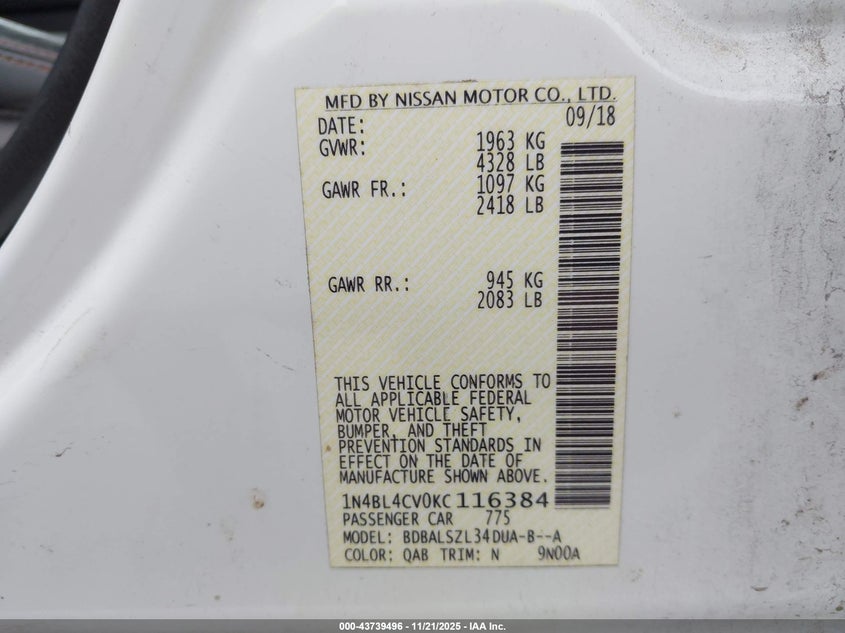 MFD BY NISSAN MOTOR CO., LTD.
DATE: 09/18
GVWR: 1963 KG
4328 LB
GAWR FR.: 1097 KG
2418 LB
GAWR RR.: 945 KG
2083 LB
THIS VEHICLE CONFORMS TO
ALL APPLICABLE FEDERAL
MOTOR VEHICLE SAFETY,
BUMPER, AND THEFT
PREVENTION STANDARDS IN
EFFECT ON THE DATE OF
MANUFACTURE SHOWN ABOVE.
1N4BL4CV0KC116384
PASSENGER CAR 775
MODEL: BDBALSZL34DUA-B--A
COLOR: QAB TRIM: N 9N00A
000-43739496 - 11/21/2025 - IAA Inc.